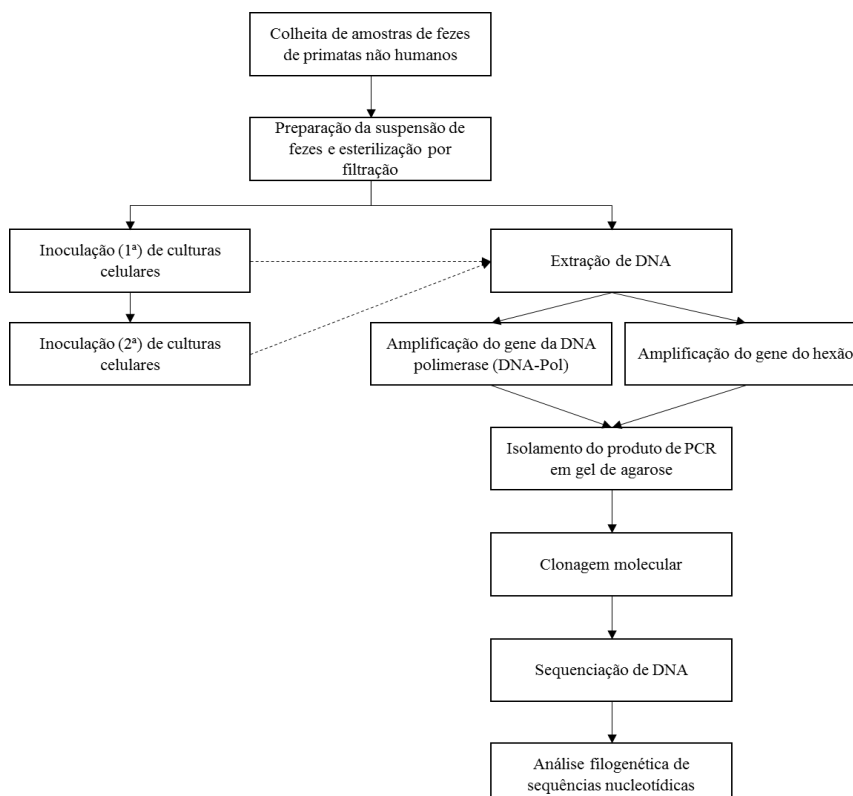 Colheita de amostras de fezes
de primatas não humanos
Preparação da suspensão de
fezes e esterilização por
filtração
Inoculação (1ª) de culturas
celulares
Extração de DNA
Inoculação (2ª) de culturas
celulares
Amplificação do gene da DNA
polimerase (DNA-Pol)
Amplificação do gene do hexão
Isolamento do produto de PCR
em gel de agarose
Clonagem molecular
Sequenciação de DNA
Análise filogenética de
sequências nucleotídicas